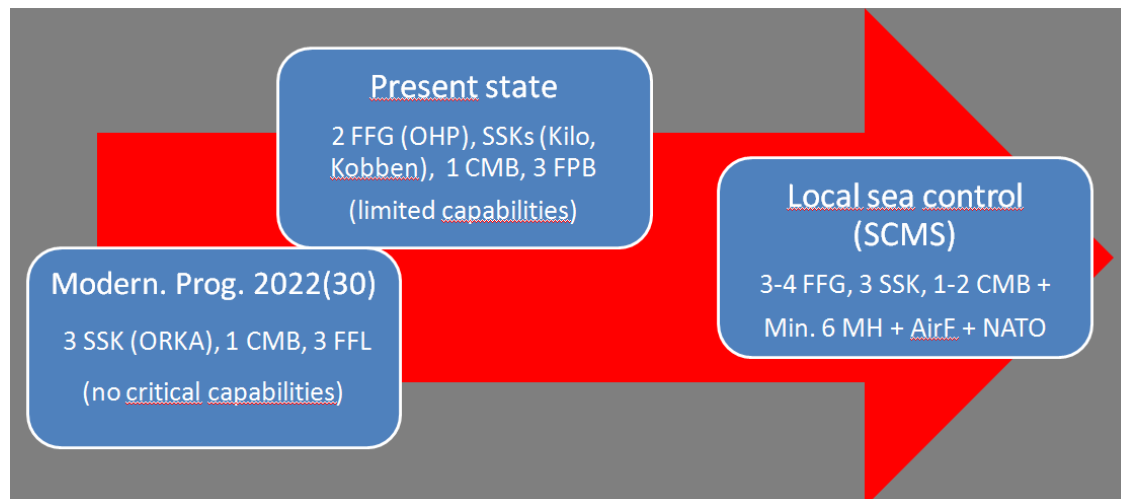 Present state
2 FFG (OHP), SSKs (Kilo,
Kobben), 1 CMB, 3 FPB
(limited capabilities)
Modern. Prog. 2022(30)
3 SSK (ORKA), 1 CMB, 3 FFL
(no critical capabilities)
Local sea control
(SCMS)
3-4 FFG, 3 SSK, 1-2 CMB +
Min. 6 MH + AirF + NATO